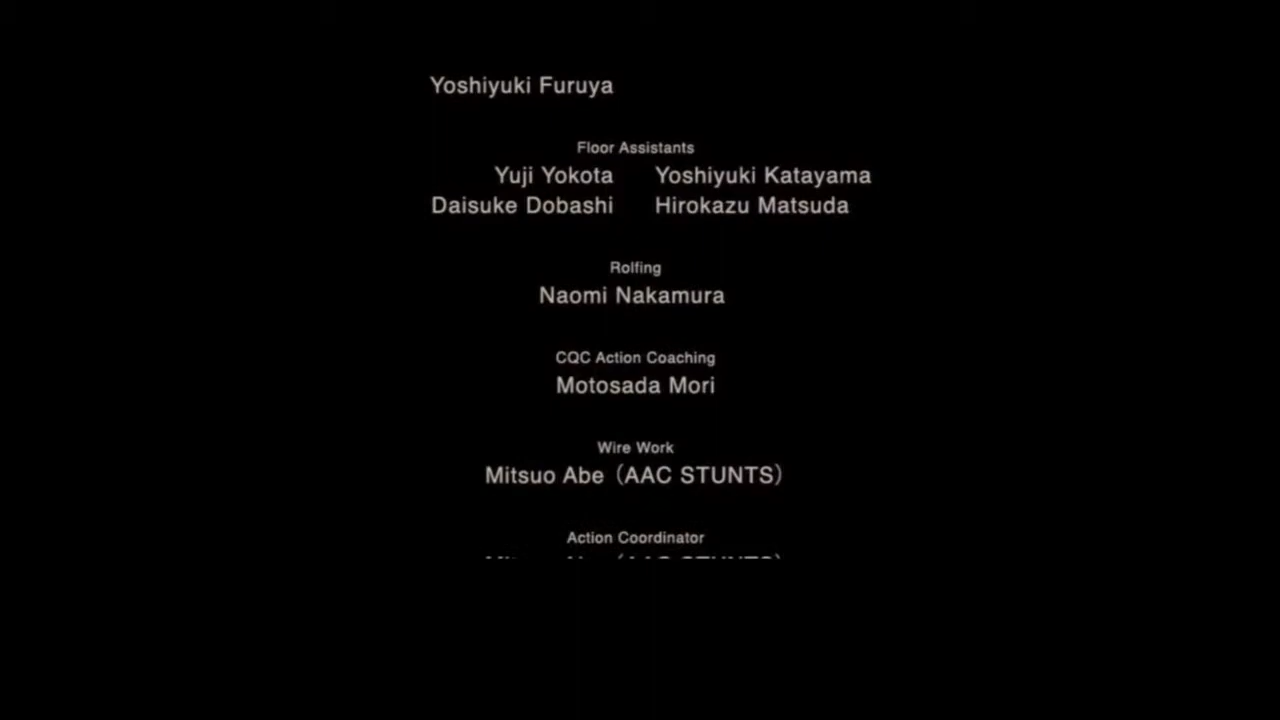 Yoshiyuki Furuya
Floor Assistants
Yuji Yokota Yoshiyuki Katayama
Daisuke Dobashi Hirokazu Matsuda
Rolfing
Naomi Nakamura
CQC Action Coaching
Motosada Mori
Wire Work
Mitsuo Abe（AAC STUNTS）
Action Coordinator